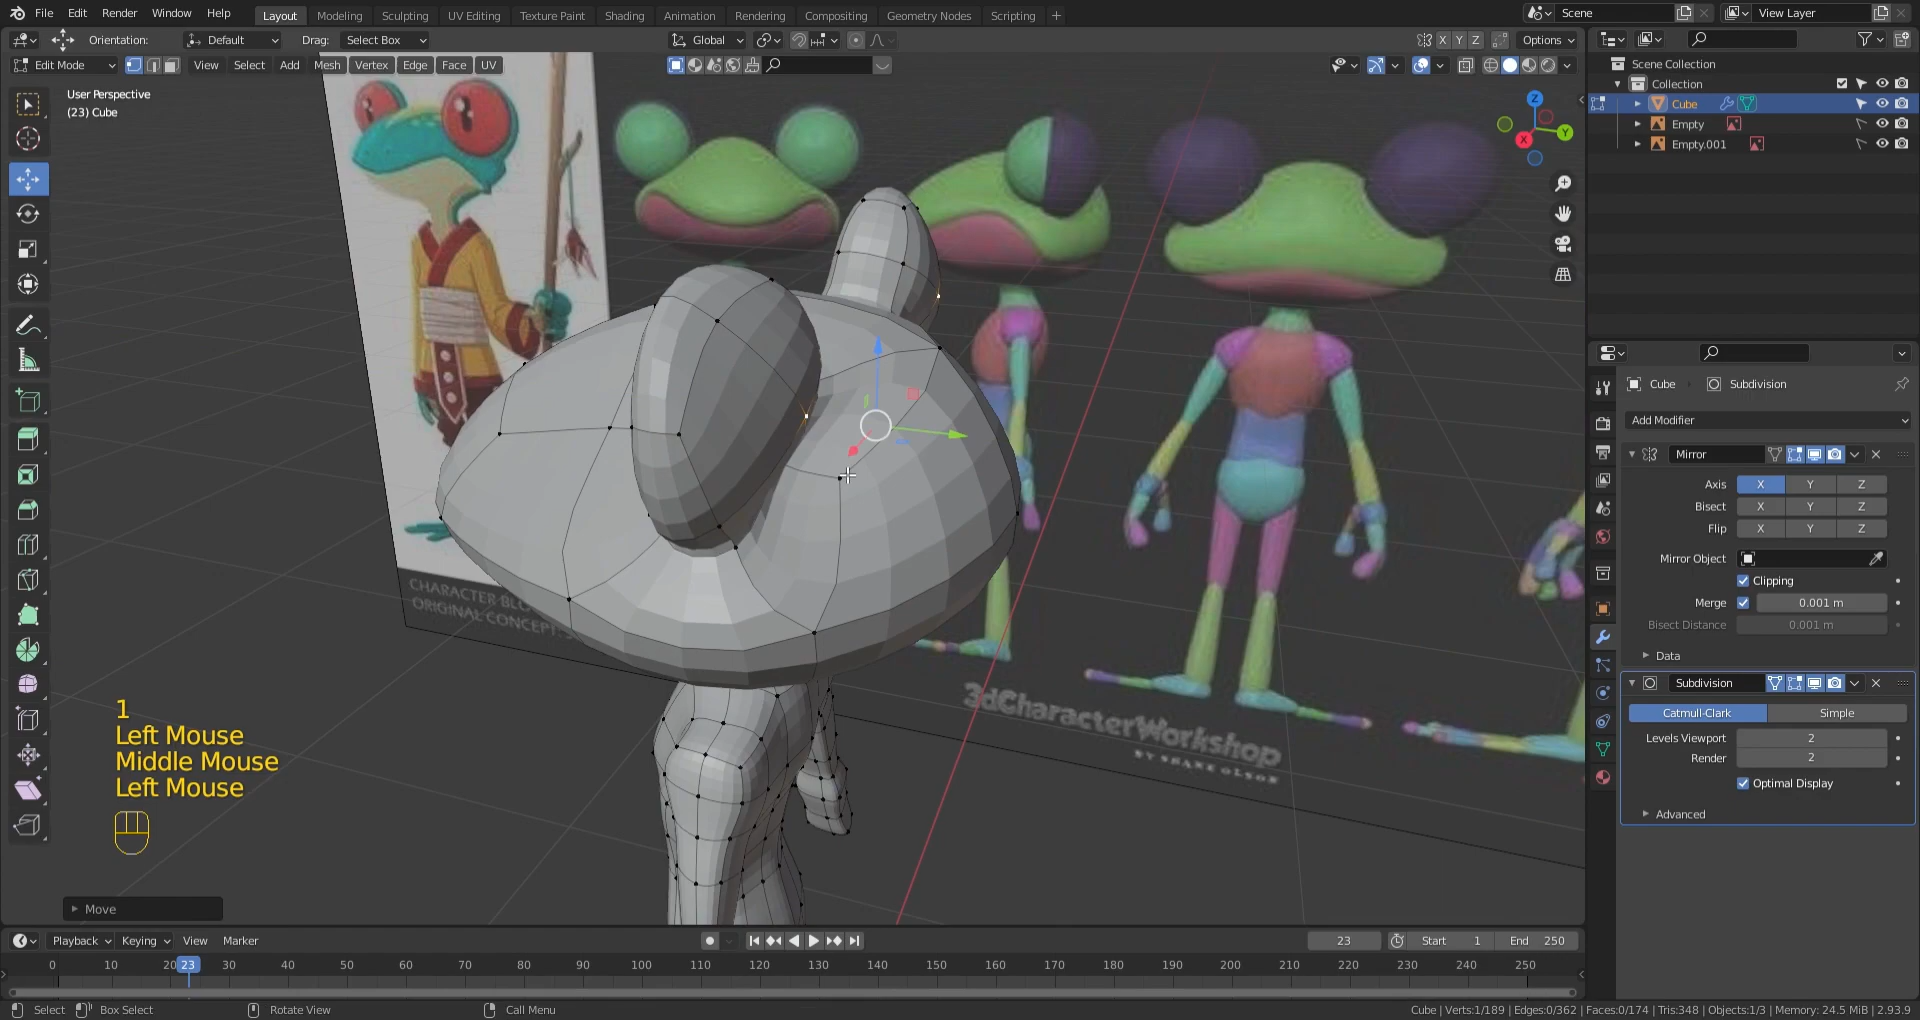 File Edit Render Window Help Layout Modeling Sculpting UV Editing Texture Paint Shading Animation Rendering Compositing Geometry Nodes Scripting + Scene View Layer
Orientation: Default Drag: Select Box Global X Y Z Options
Edit Mode View Select Add Mesh Vertex Edge Face UV
User Perspective
(23) Cube
Z
Y
X
Scene Collection
Collection
Cube
Empty
Empty.001
Cube Subdivision
Add Modifier
Mirror
Axis X Y Z
Bisect X Y Z
Flip X Y Z
Mirror Object
Clipping
Merge 0.001 m
Bisect Distance 0.001 m
Data
Subdivision
Catmull-Clark Simple
Levels Viewport 2
Render 2
Optimal Display
Advanced
CHARACTER
ORIGINAL CONCEPT:
3dCharacterWorkshop
BY SHANE OLSON
1
Left Mouse
Middle Mouse
Left Mouse
Move
Playback Keying View Marker 23 Start 1 End 250
0 10 20 23 30 40 50 60 70 80 90 100 110 120 130 140 150 160 170 180 190 200 210 220 230 240 250
Select Box Select Rotate View Call Menu Cube | Verts:1/189 | Edges:0/362 | Faces:0/174 | Tris:348 | Objects:1/3 | Memory: 24.5 MiB | 2.93.9